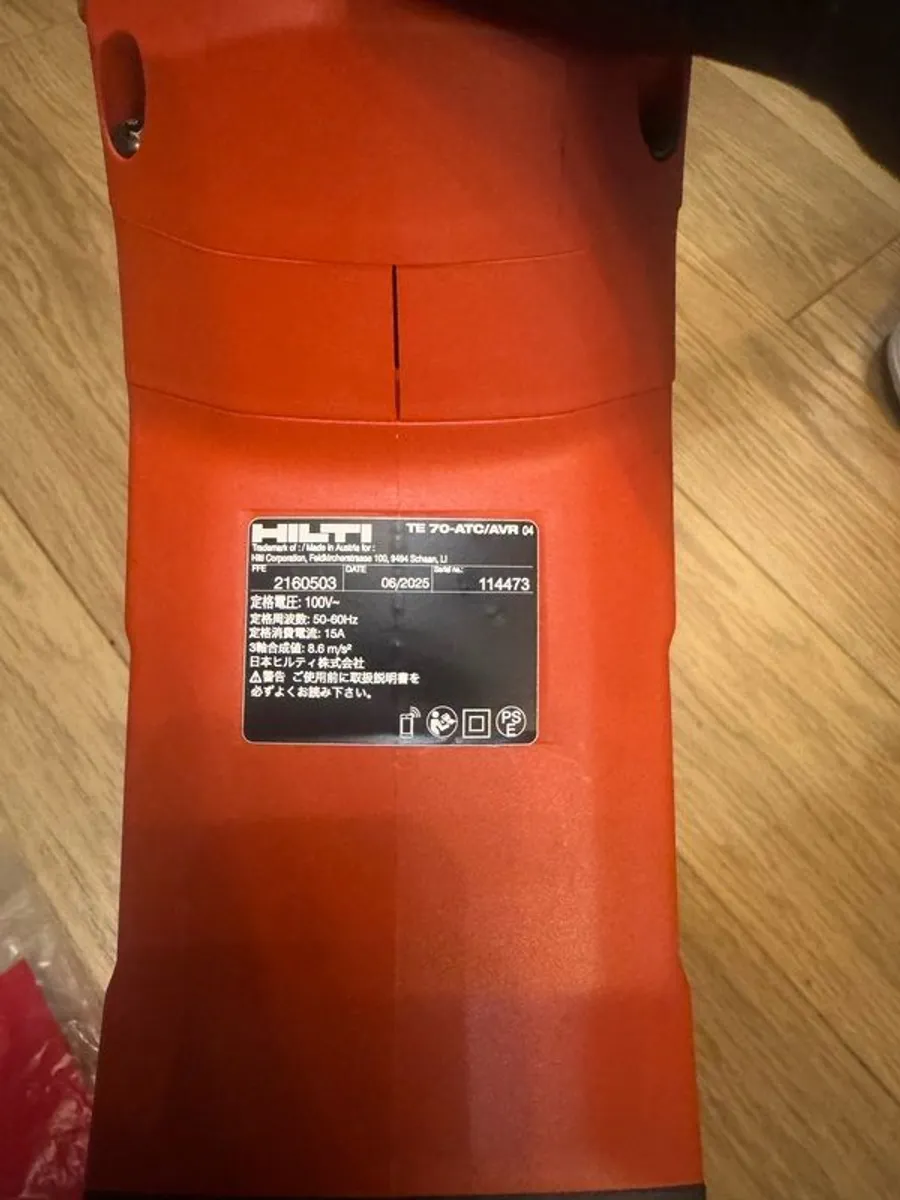 HILTI TE 70-ATC/AVR 04
Trademark of : / Made in Austria for :
Hilti Corporation, Feldkircherstrasse 100, 9494 Schaan, LI
FFE DATE Serial No.:
2160503 06/2025 114473
定格電圧: 100V~
定格周波数: 50-60Hz
定格消費電流: 15A
3軸合成値: 8.6 m/s²
日本ヒルティ株式会社
⚠警告 ご使用前に取扱説明書を
必ずよくお読み下さい。
PS
E